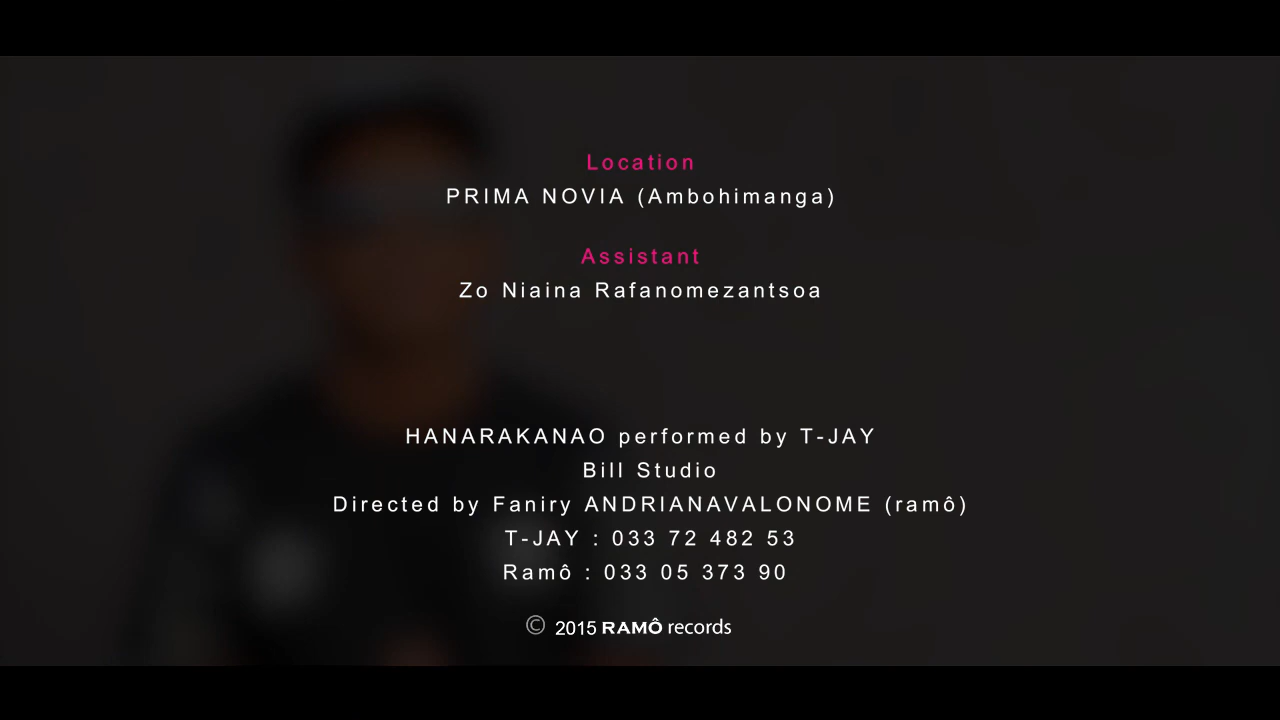 Location
PRIMA NOVIA (Ambohimanga)
Assistant
Zo Niaina Rafanomezantsoa
HANARAKANAO performed by T-JAY
Bill Studio
Directed by Faniry ANDRIANAVALONOME (ramô)
T-JAY : 033 72 482 53
Ramô : 033 05 373 90
© 2015 RAMÔ records